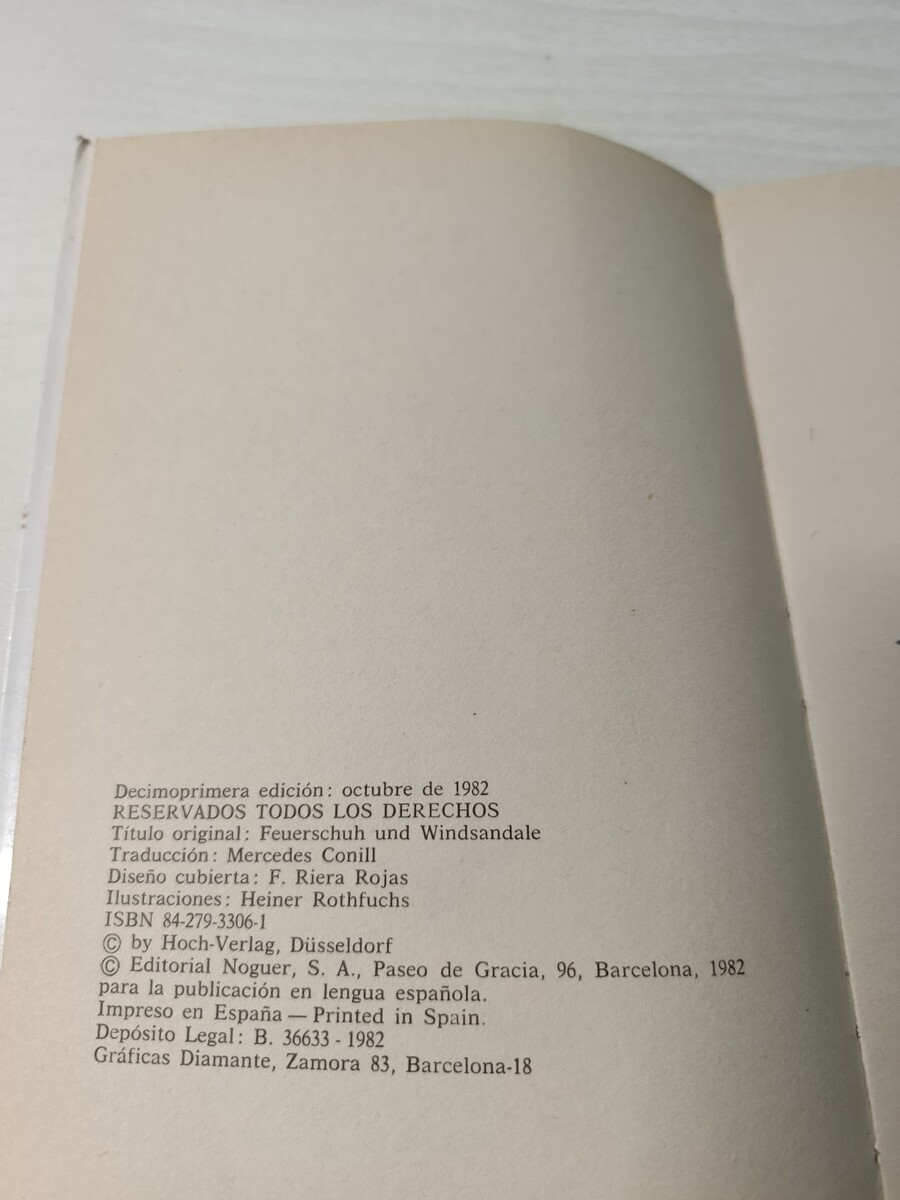 Decimoprimera edición: octubre de 1982
RESERVADOS TODOS LOS DERECHOS
Título original: Feuerschuh und Windsandale
Traducción: Mercedes Conill
Diseño cubierta: F. Riera Rojas
Ilustraciones: Heiner Rothfuchs
ISBN 84-279-3306-1
© by Hoch-Verlag, Düsseldorf
© Editorial Noguer, S. A., Paseo de Gracia, 96, Barcelona, 1982
para la publicación en lengua española.
Impreso en España — Printed in Spain.
Depósito Legal: B. 36633 - 1982
Gráficas Diamante, Zamora 83, Barcelona-18